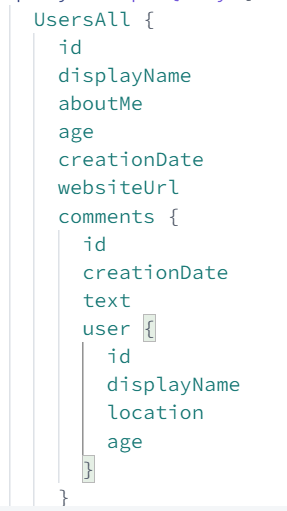 UsersAll {
id
displayName
aboutMe
age
creationDate
websiteUrl
comments {
id
creationDate
text
user {
id
displayName
location
age
}
}